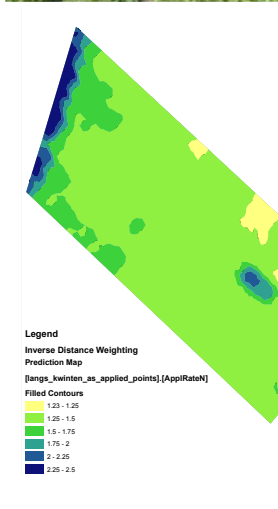 Legend
Inverse Distance Weighting
Prediction Map
[langs_kwinten_as_applied_points].[ApplRateN]
Filled Contours
1.23 - 1.25
1.25 - 1.5
1.5 - 1.75
1.75 - 2
2 - 2.25
2.25 - 2.5